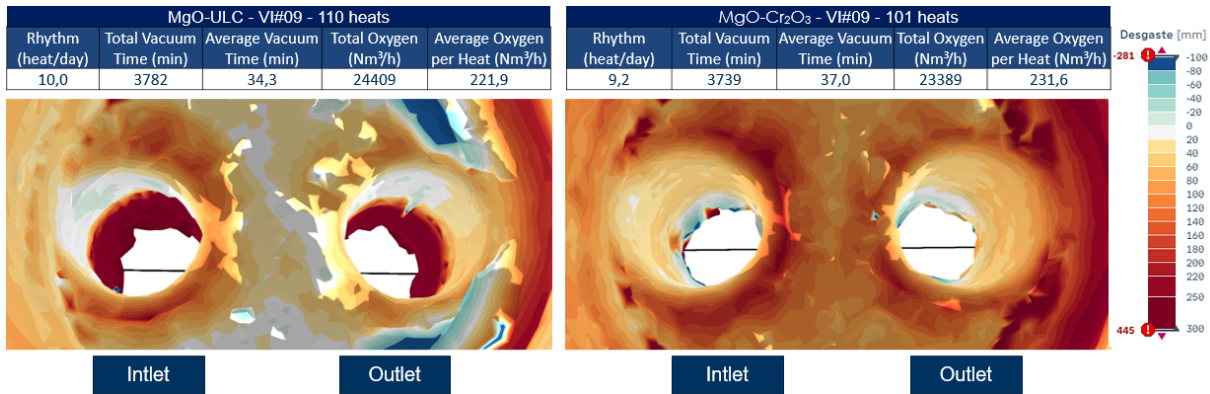 MgO-ULC - VI#09 - 110 heats
Rhythm (heat/day) Total Vacuum Time (min) Average Vacuum Time (min) Total Oxygen (Nm³/h) Average Oxygen per Heat (Nm³/h)
10,0 3782 34,3 24409 221,9
MgO-Cr₂O₃ - VI#09 - 101 heats
Rhythm (heat/day) Total Vacuum Time (min) Average Vacuum Time (min) Total Oxygen (Nm³/h) Average Oxygen per Heat (Nm³/h)
9,2 3739 37,0 23389 231,6
Desgaste [mm]
-281
-100
-80
-60
-40
-20
0
20
40
60
80
100
120
140
160
180
200
220
250
445
300
Intlet
Outlet
Inlet
Outlet